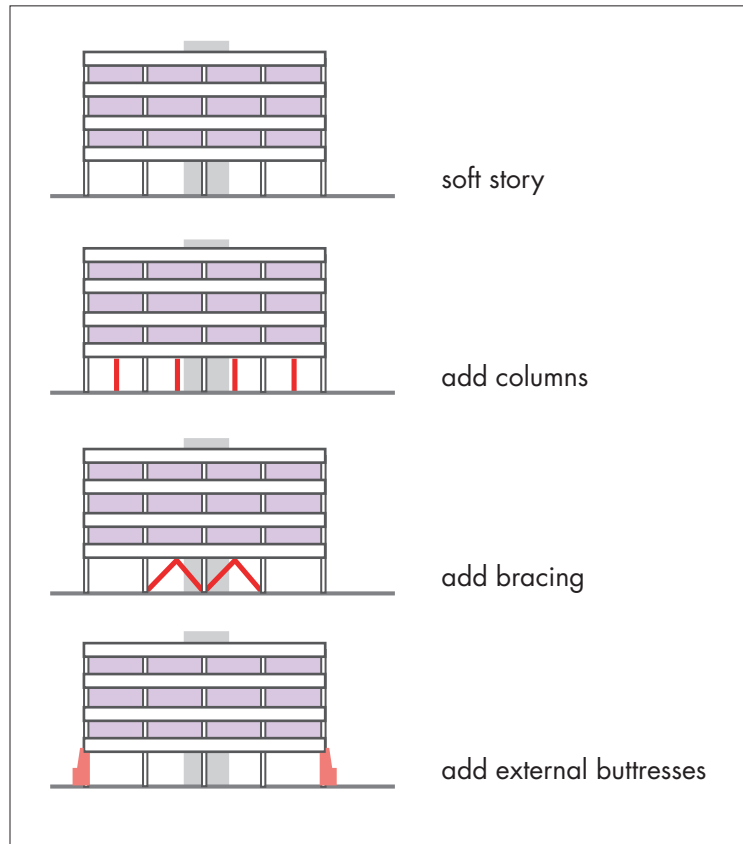 soft story
add columns
add bracing
add external buttresses